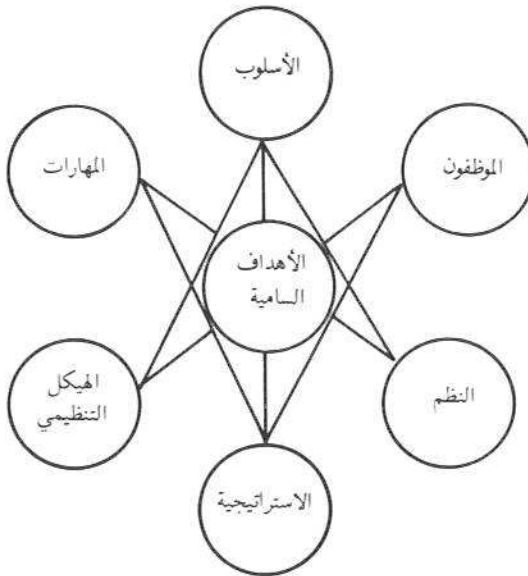 الأسلوب
الموظفون
المهارات
الأهداف
السامية
النظم
الهيكل
التنظيمي
الاستراتيجية